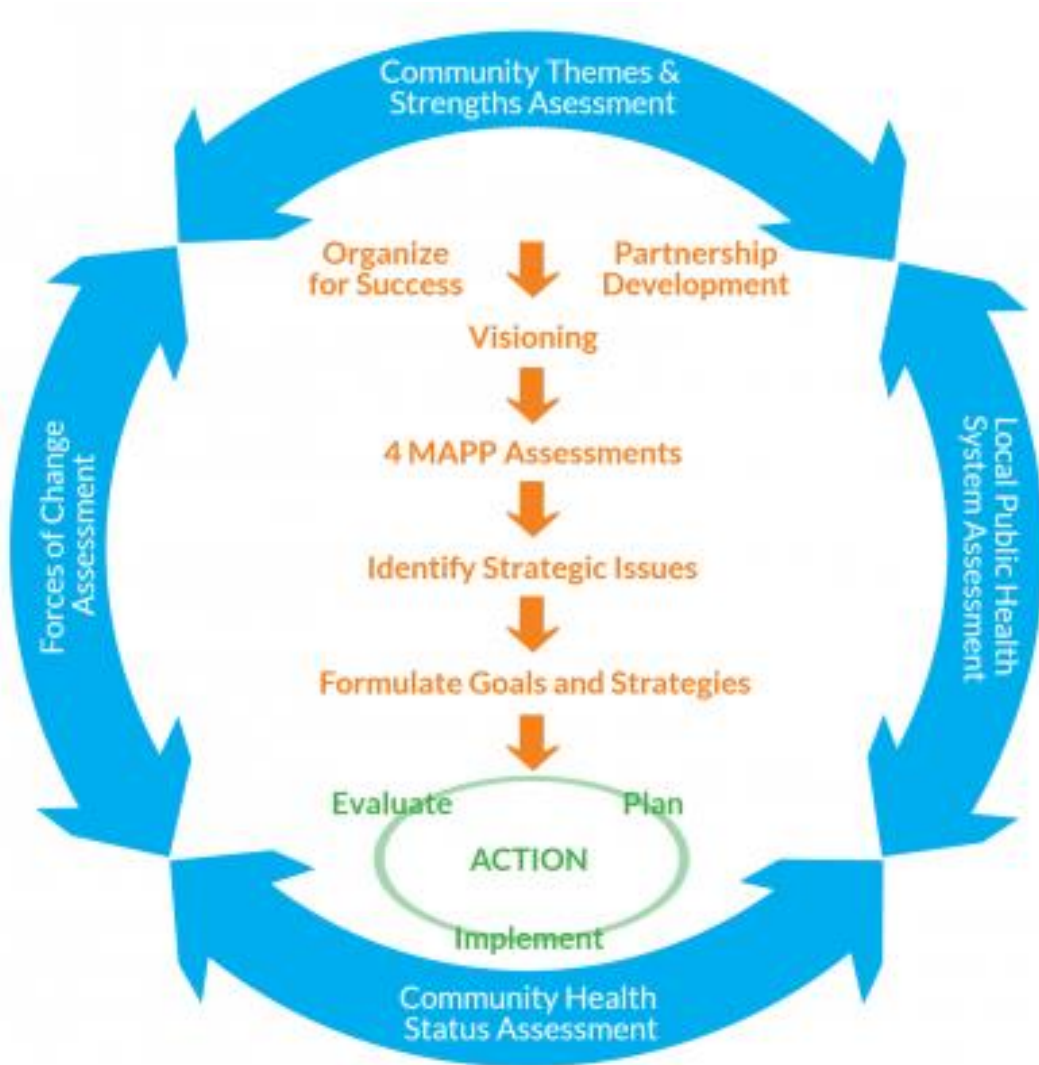 Community Themes &
Strengths Asessment
Organize
for Success
Partnership
Development
Visioning
4 MAPP Assessments
Identify Strategic Issues
Formulate Goals and Strategies
Evaluate
Plan
ACTION
Implement
Forces of Change
Assessment
Local Public Health
System Assessment
Community Health
Status Assessment